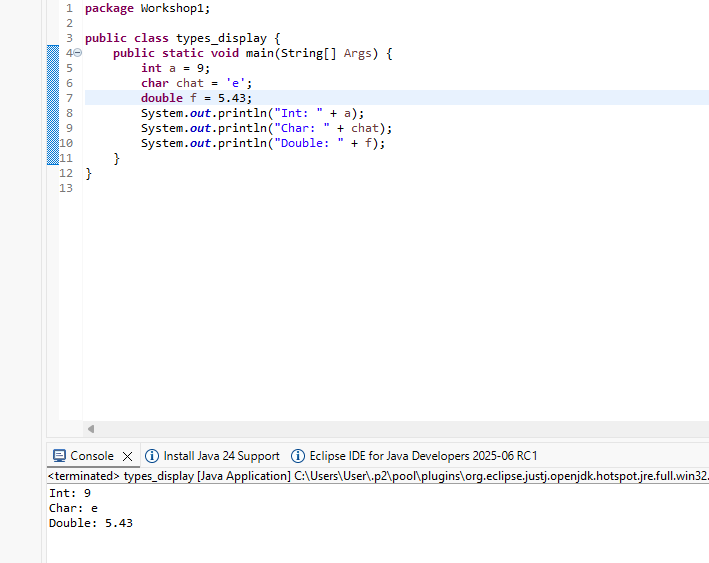 1 package Workshop1;
2
3 public class types_display {
4 public static void main(String[] Args) {
5 int a = 9;
6 char chat = 'e';
7 double f = 5.43;
8 System.out.println("Int: " + a);
9 System.out.println("Char: " + chat);
10 System.out.println("Double: " + f);
11 }
12 }
13
Console Install Java 24 Support Eclipse IDE for Java Developers 2025-06 RC1
<terminated> types_display [Java Application] C:\Users\User\.p2\pool\plugins\org.eclipse.justj.openjdk.hotspot.jre.full.win32.
Int: 9
Char: e
Double: 5.43